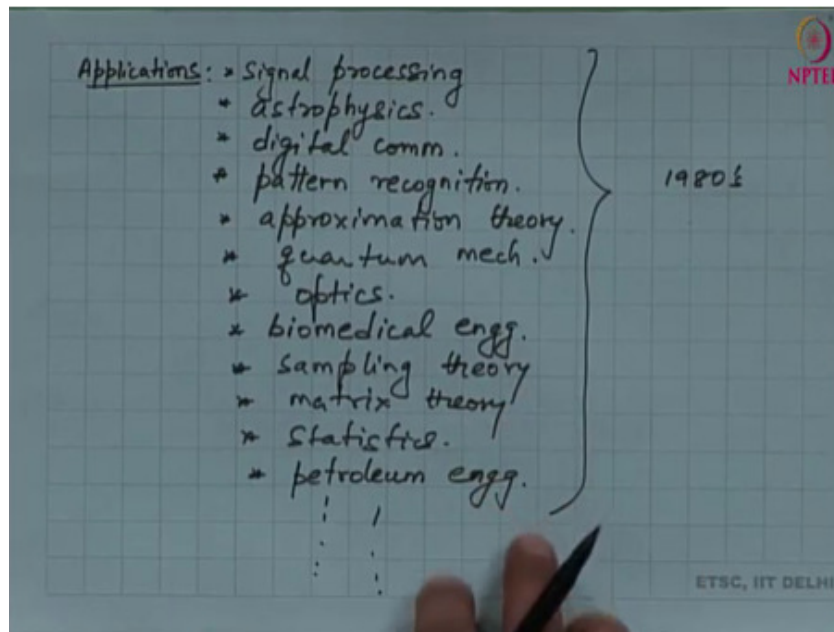 Applications: * Signal processing
* astrophysics.
* digital comm.
* pattern recognition.
* approximation theory.
* quantum mech.
* optics.
* biomedical engg.
* sampling theory
* matrix theory
* Statistics.
* petroleum engg.
1980's
NPTEL
ETSC, IIT DELHI